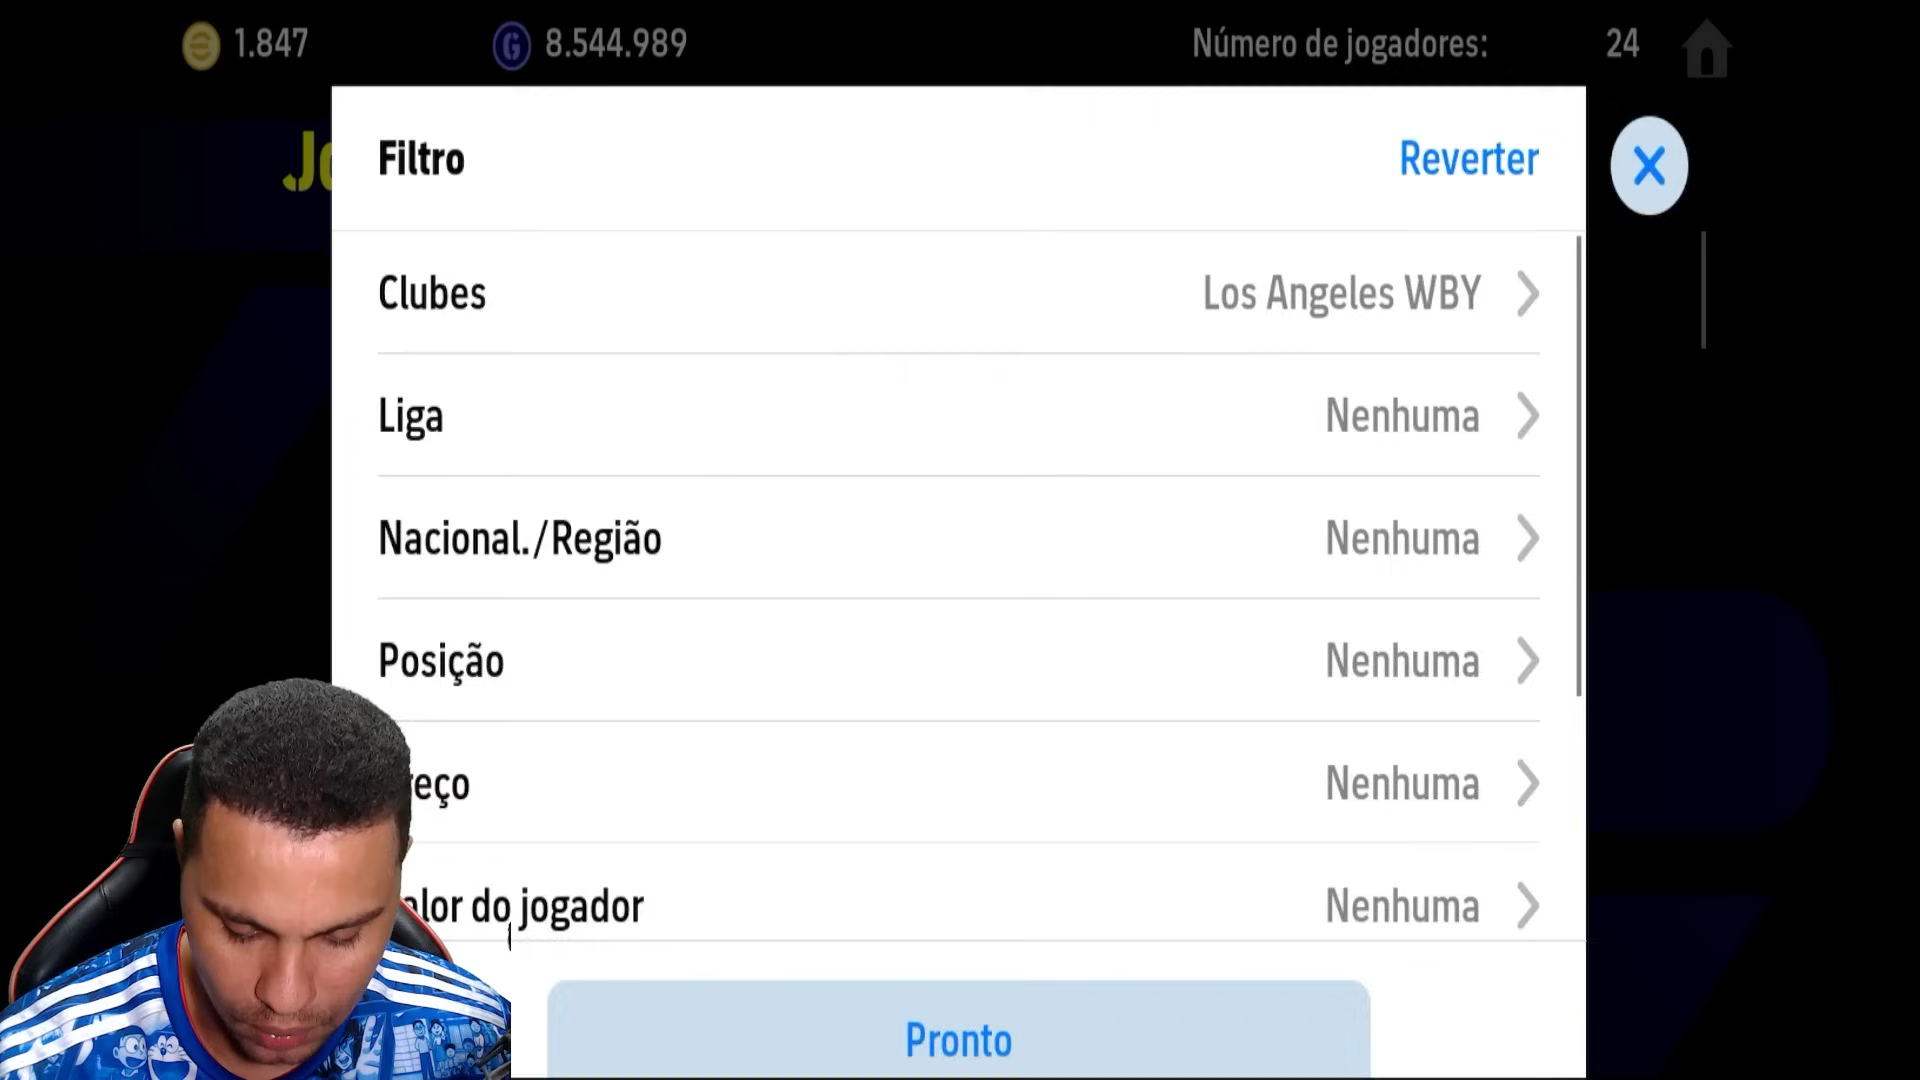 1.847 8.544.989 Número de jogadores: 24
Filtro Reverter
Clubes Los Angeles WBY
Liga Nenhuma
Nacional./Região Nenhuma
Posição Nenhuma
eço Nenhuma
alor do jogador Nenhuma
Pronto